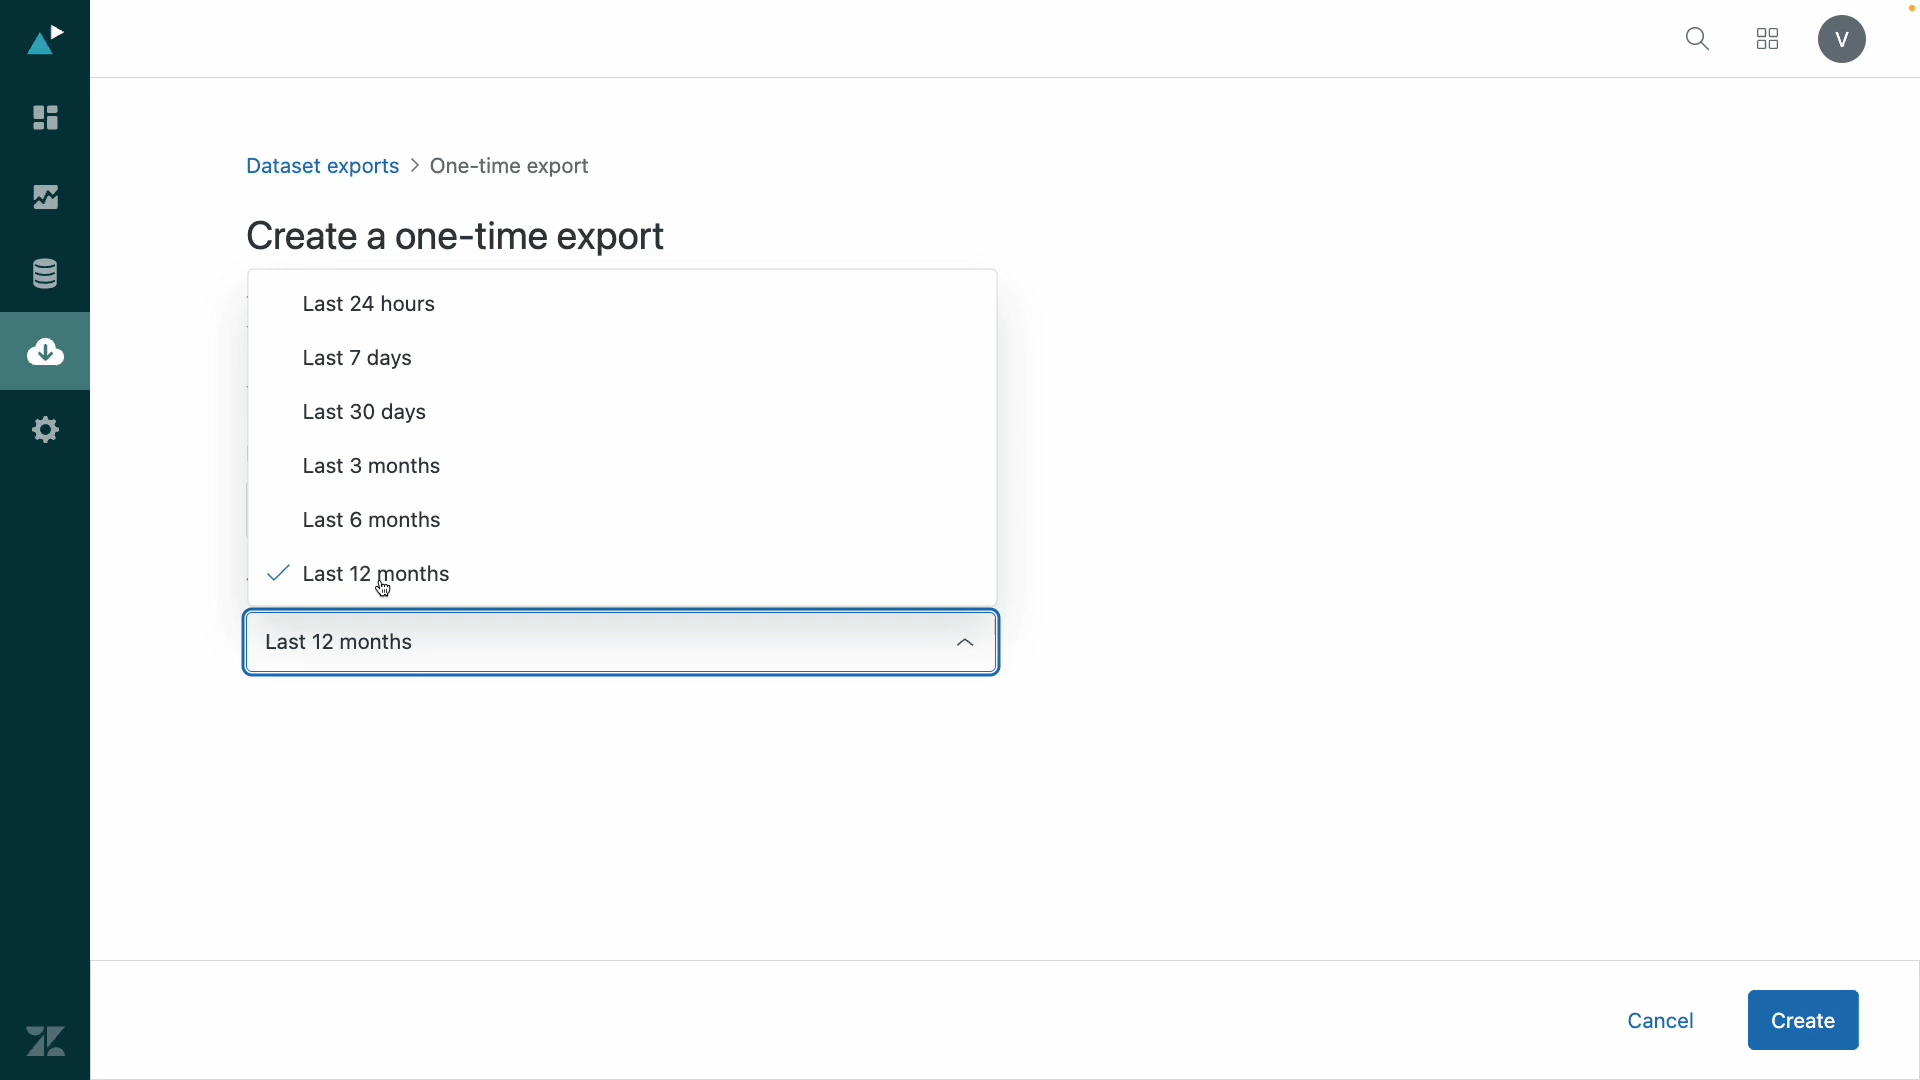 V
Dataset exports > One-time export
Create a one-time export
Last 24 hours
Last 7 days
Last 30 days
Last 3 months
Last 6 months
Last 12 months
Last 12 months
Cancel
Create